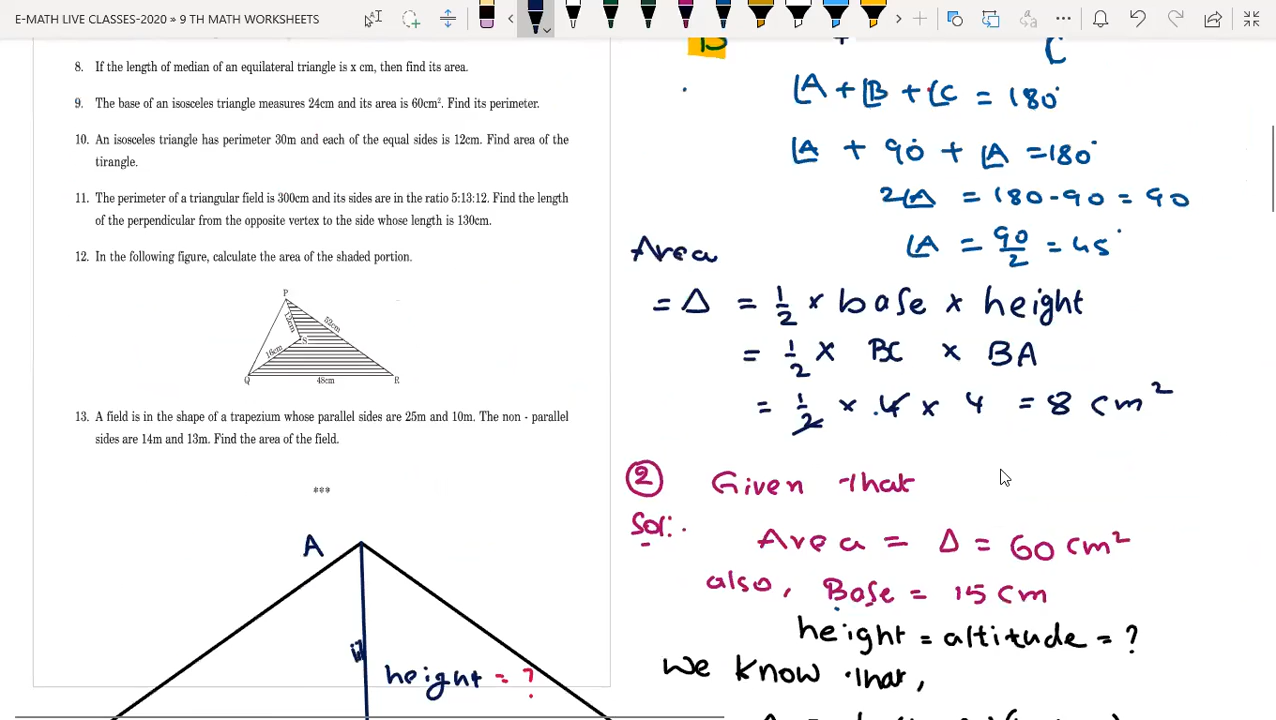 E-MATH LIVE CLASSES-2020 » 9 TH MATH WORKSHEETS
8. If the length of median of an equilateral triangle is x cm, then find its area.
9. The base of an isosceles triangle measures 24cm and its area is 60cm². Find its perimeter.
10. An isosceles triangle has perimeter 30m and each of the equal sides is 12cm. Find area of the
tirangle.
11. The perimeter of a triangular field is 300cm and its sides are in the ratio 5:13:12. Find the length
of the perpendicular from the opposite vertex to the side whose length is 130cm.
12. In the following figure, calculate the area of the shaded portion.
P
12cm
52cm
S
16cm
Q
48cm
R
13. A field is in the shape of a trapezium whose parallel sides are 25m and 10m. The non - parallel
sides are 14m and 13m. Find the area of the field.
***
A
height = ?
B
C
∠A + ∠B + ∠C = 180°
∠A + 90° + ∠A = 180°
2∠A = 180 - 90 = 90
∠A = 90/2 = 45°
Area
= Δ = 1/2 × base × height
= 1/2 × BC × BA
= 1/2 × 4 × 4 = 8 cm²
② Given that
Sol:
Area = Δ = 60 cm²
also, Base = 15 cm
height = altitude = ?
We know that,